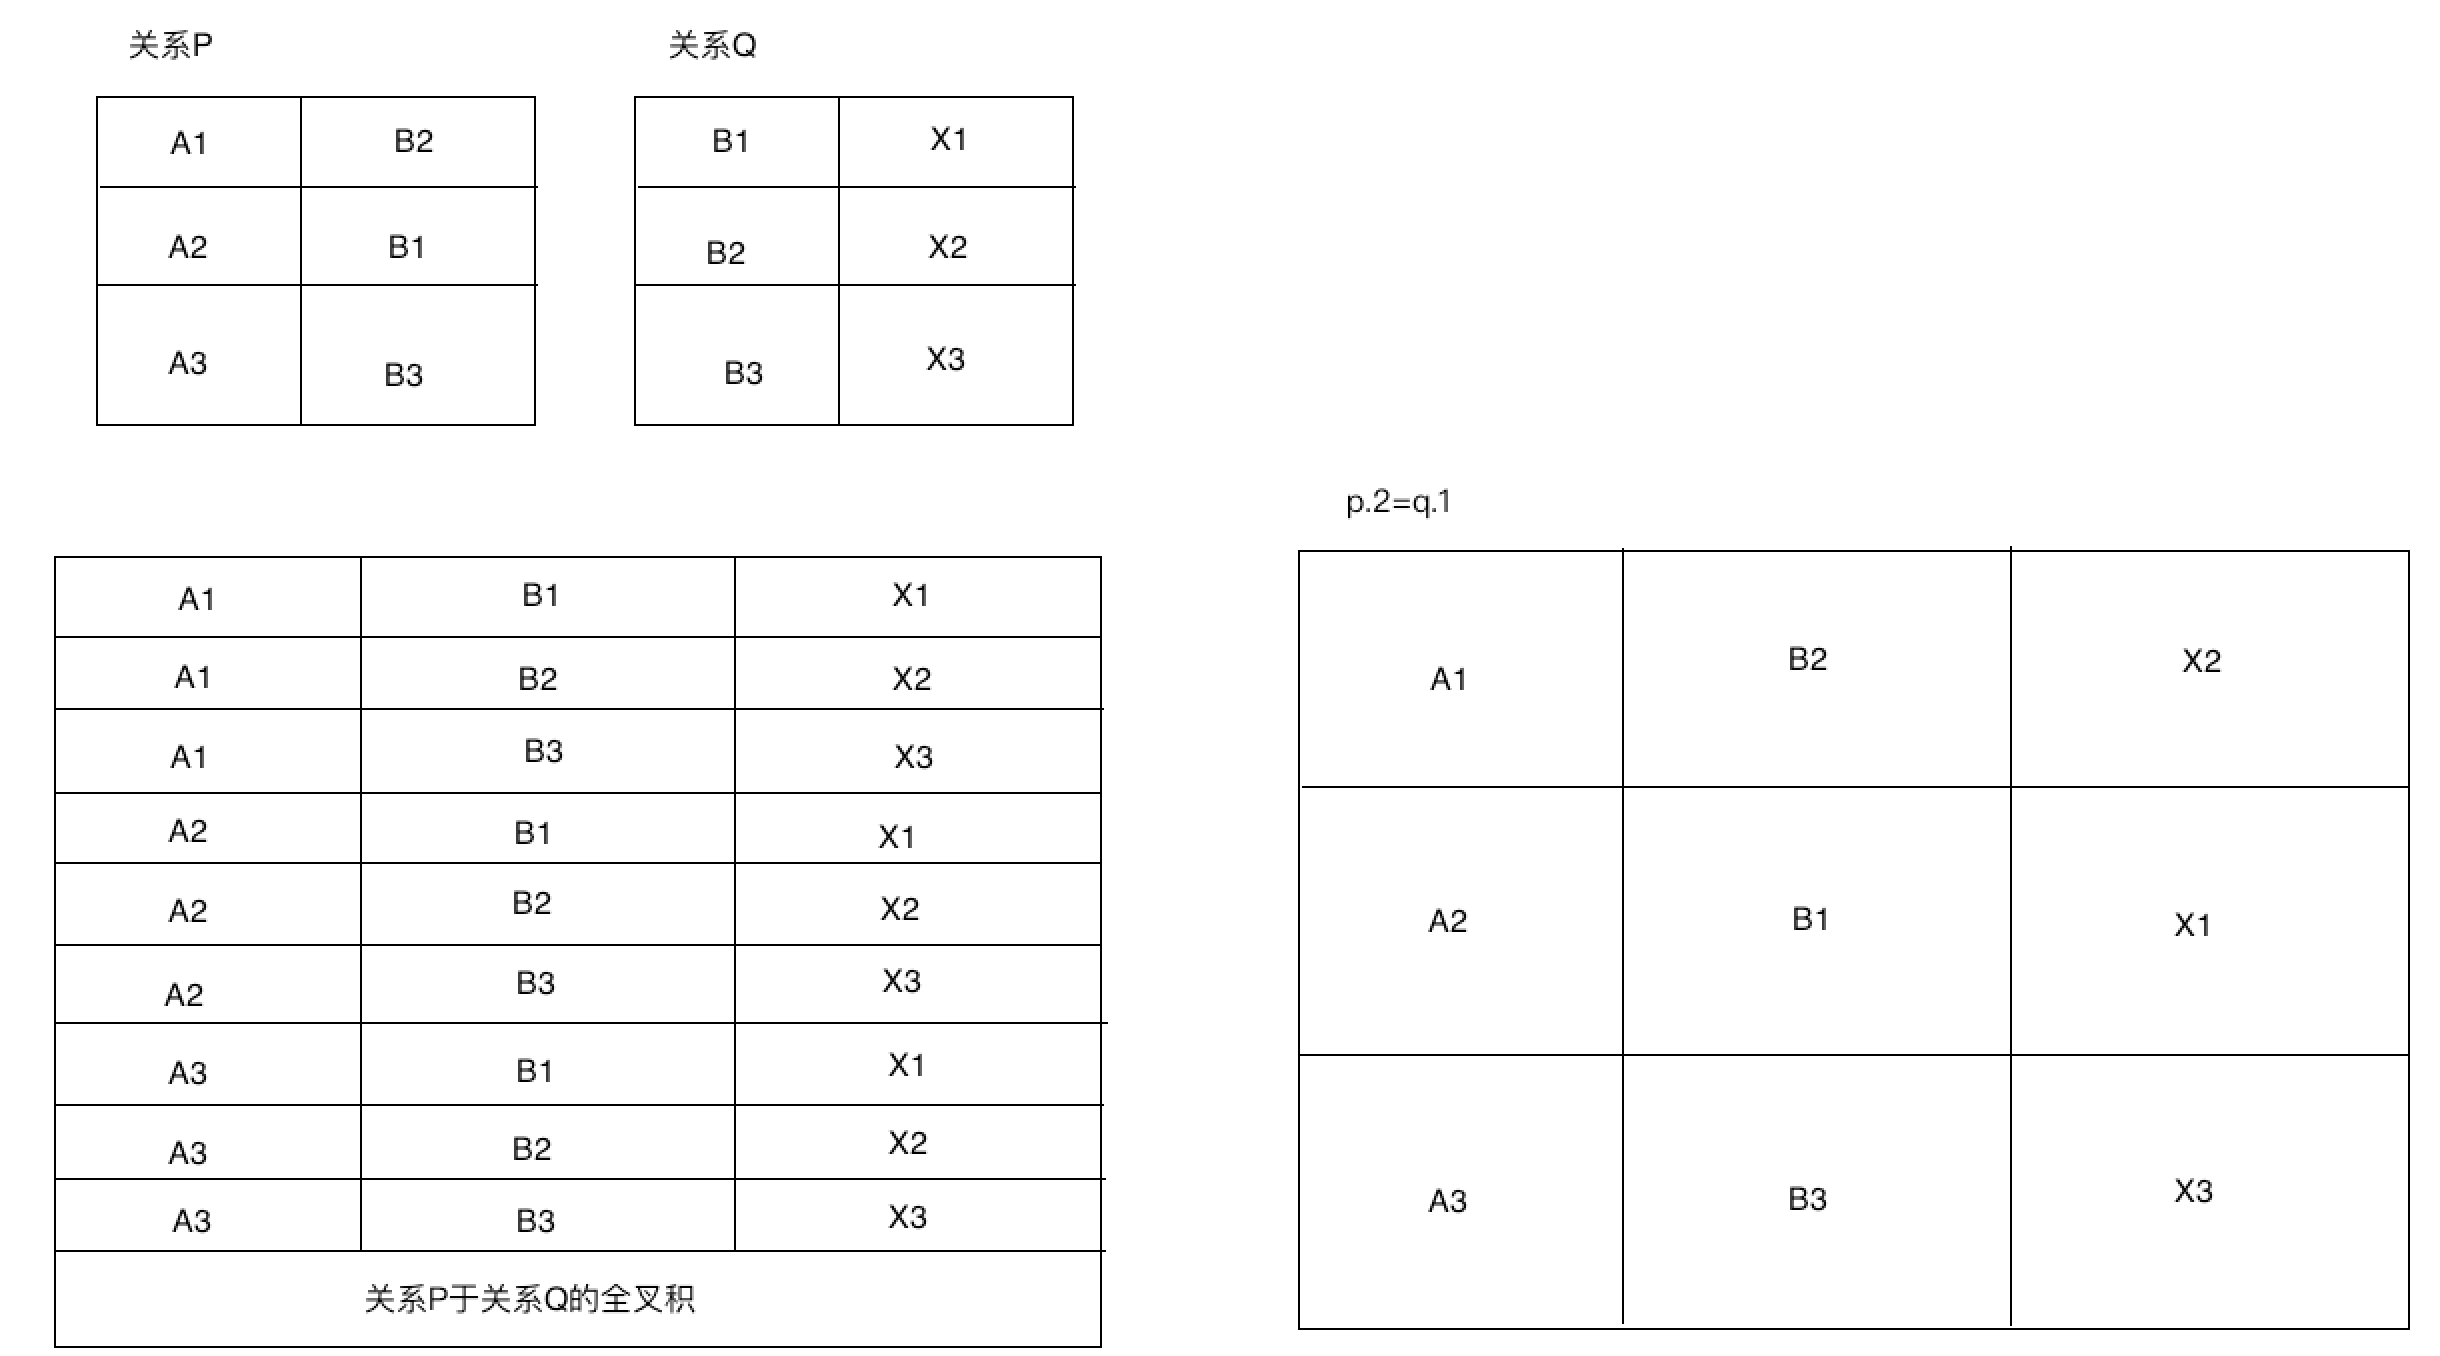 关系P
关系Q
A1 B2
A2 B1
A3 B3
B1 X1
B2 X2
B3 X3
A1 B1 X1
A1 B2 X2
A1 B3 X3
A2 B1 X1
A2 B2 X2
A2 B3 X3
A3 B1 X1
A3 B2 X2
A3 B3 X3
关系P于关系Q的全叉积
p.2=q.1
A1 B2 X2
A2 B1 X1
A3 B3 X3